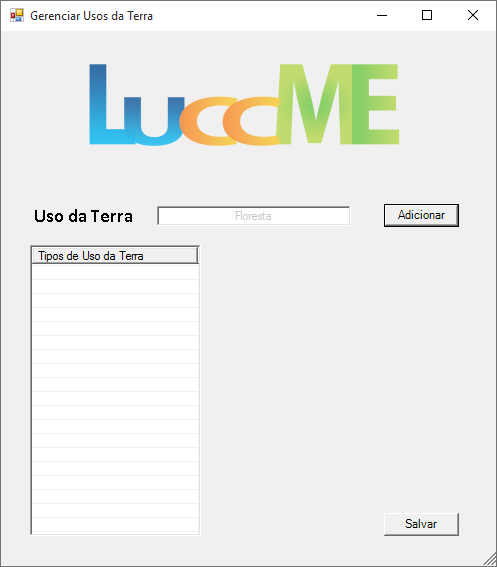 Gerenciar Usos da Terra
LuccME
Uso da Terra
Floresta
Adicionar
Tipos de Uso da Terra
Salvar